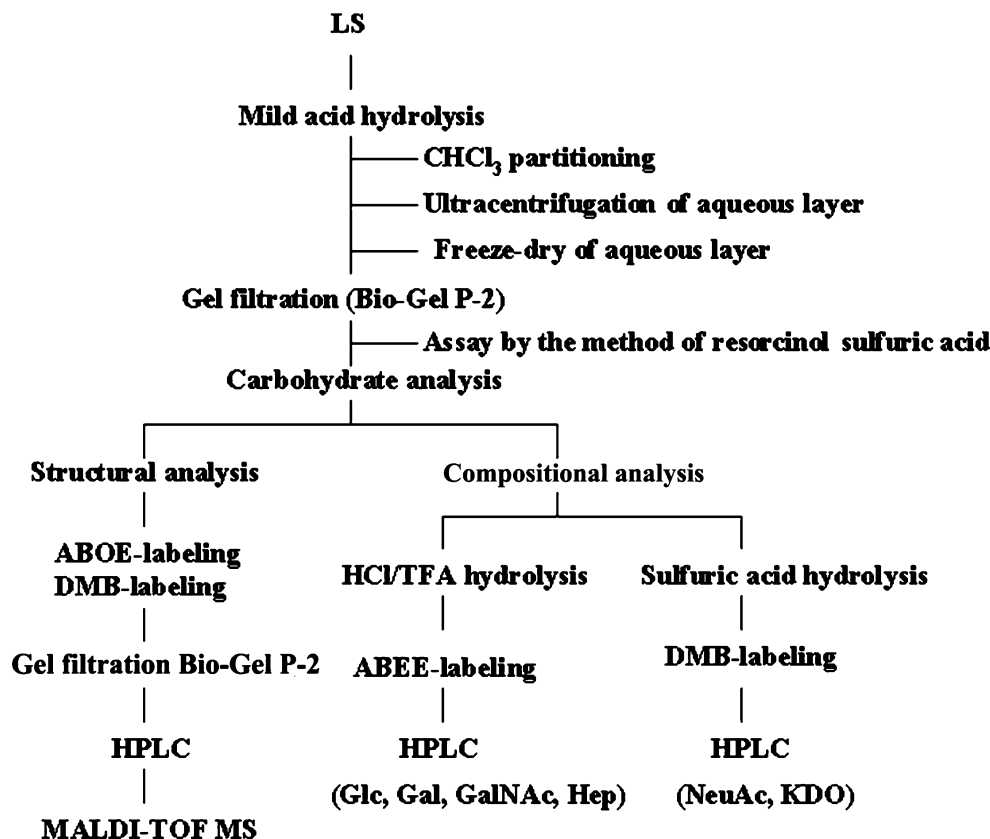 LS
Mild acid hydrolysis
CHCl3 partitioning
Ultracentrifugation of aqueous layer
Freeze-dry of aqueous layer
Gel filtration (Bio-Gel P-2)
Assay by the method of resorcinol sulfuric acid
Carbohydrate analysis
Structural analysis
Compositional analysis
ABOE-labeling
DMB-labeling
HCl/TFA hydrolysis
Sulfuric acid hydrolysis
Gel filtration Bio-Gel P-2
ABEE-labeling
DMB-labeling
HPLC
HPLC
HPLC
(Glc, Gal, GalNAc, Hep)
(NeuAc, KDO)
MALDI-TOF MS